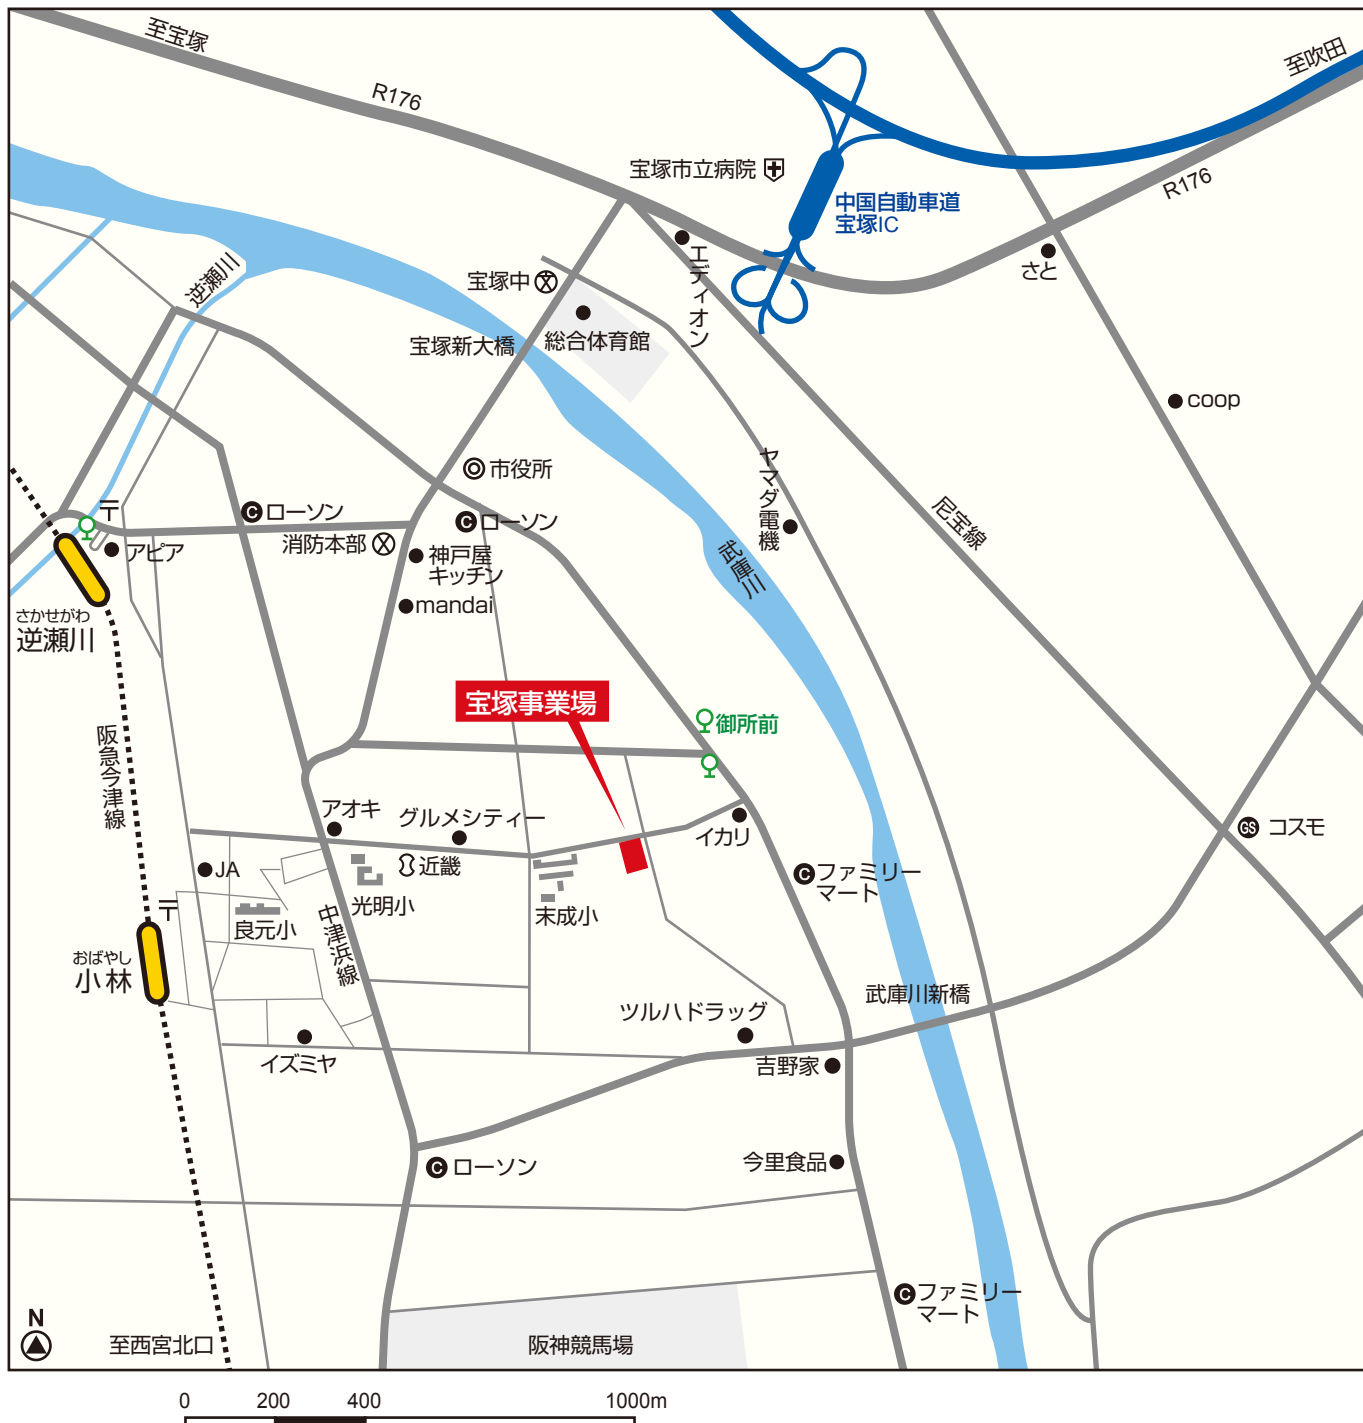 至宝塚
R176
至吹田
宝塚市立病院
R176
中国自動車道
宝塚IC
エディオン
さと
逆瀬川
宝塚中
宝塚新大橋
総合体育館
coop
市役所
ヤマダ電機
尼宝線
C ローソン
C ローソン
〒
消防本部
アピア
神戸屋
キッチン
武庫川
mandai
さかせがわ
逆瀬川
宝塚事業場
御所前
阪急今津線
アオキ
グルメシティー
イカリ
GS コスモ
JA
近畿
C ファミリー
マート
光明小
〒
良元小
末成小
中津浜線
おばやし
小林
武庫川新橋
ツルハドラッグ
イズミヤ
吉野家
C ローソン
今里食品
C ファミリー
マート
N
至西宮北口
阪神競馬場
0 200 400 1000m